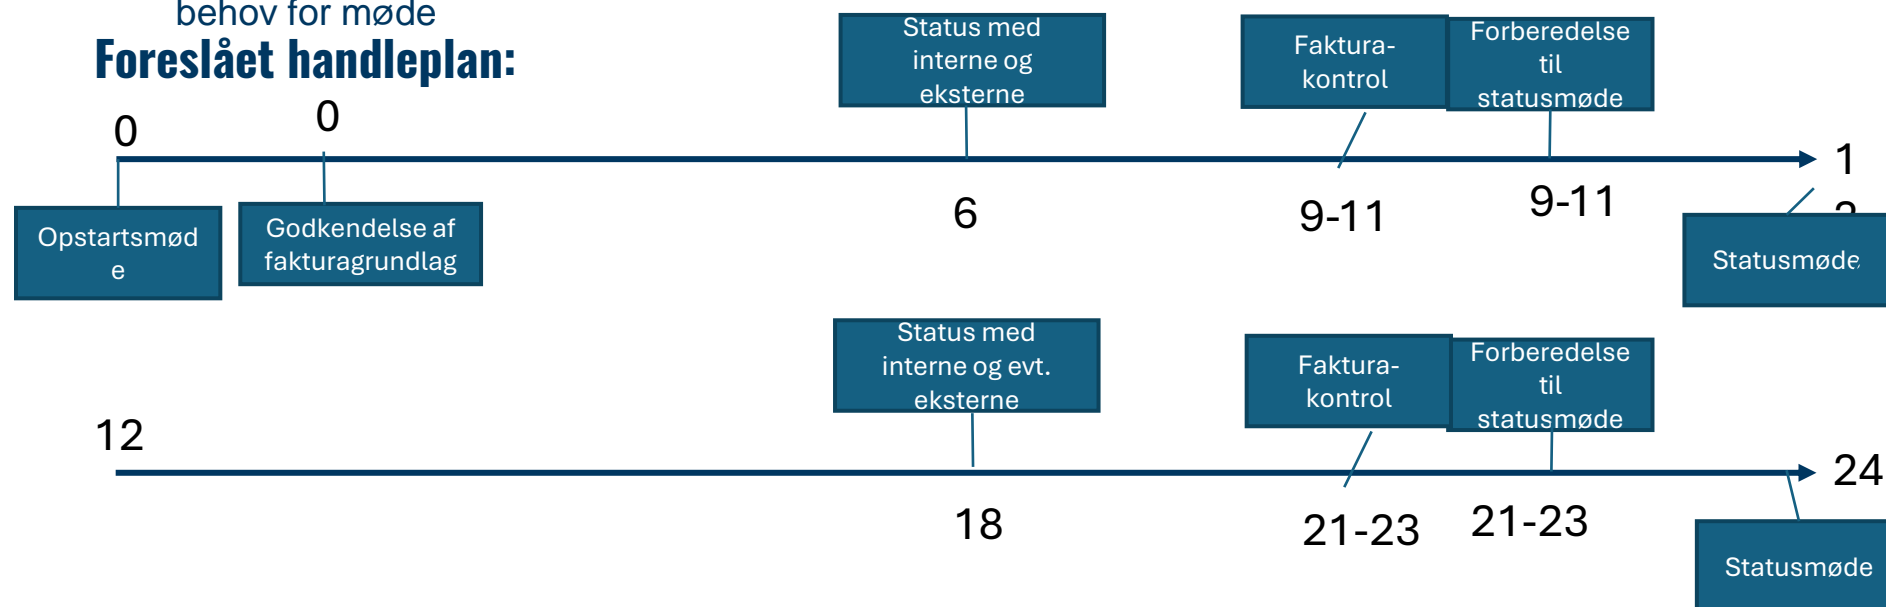 behov for møde
Foreslået handleplan:
Status med
interne og
eksterne
Faktura-
kontrol
Forberedelse
til
statusmøde
0
0
1
2
6
9-11
9-11
Opstartsmød
e
Godkendelse af
fakturagrundlag
Statusmøde
Status med
interne og evt.
eksterne
Faktura-
kontrol
Forberedelse
til
statusmøde
12
24
18
21-23
21-23
Statusmøde